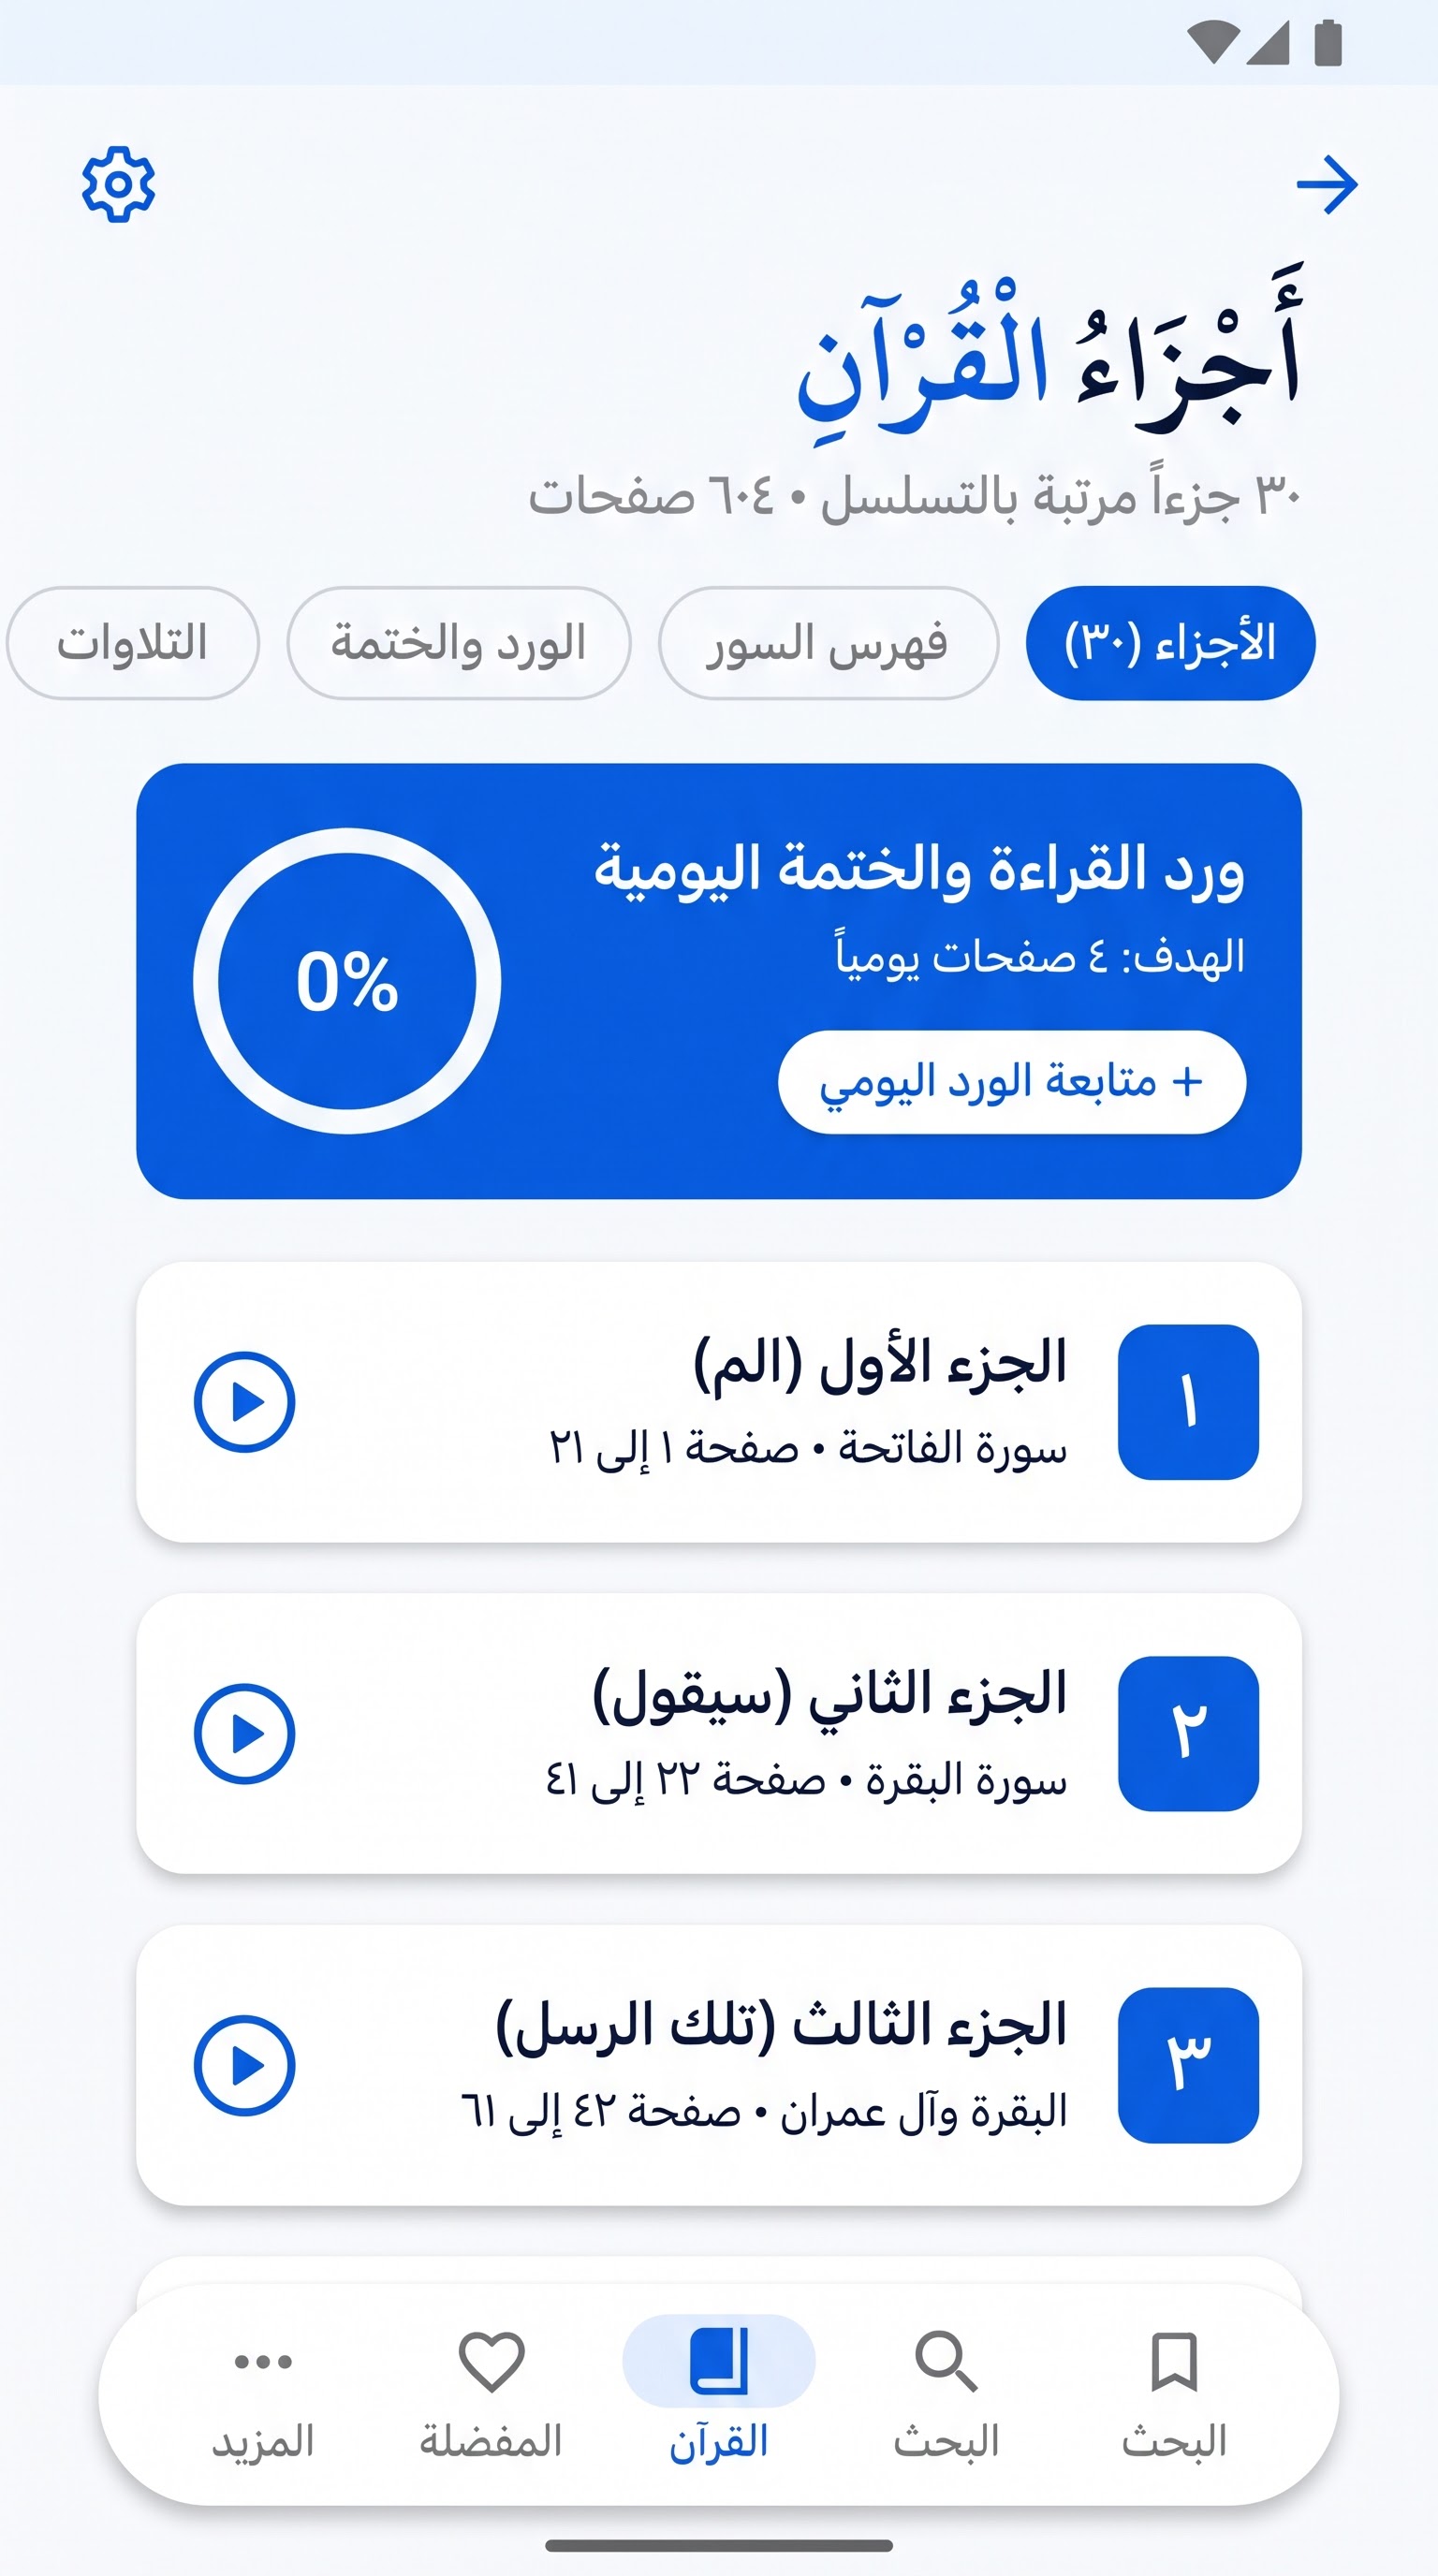 أَجْزَاءُ الْقُرْآنِ
٣٠ جزءاً مرتبة بالتسلسل • ٦٠٤ صفحات
الأجزاء (٣٠)
فهرس السور
الورد والختمة
التلاوات
ورد القراءة والختمة اليومية
الهدف: ٤ صفحات يومياً
+ متابعة الورد اليومي
0%
١
الجزء الأول (الم)
سورة الفاتحة • صفحة ١ إلى ٢١
٢
الجزء الثاني (سيقول)
سورة البقرة • صفحة ٢٢ إلى ٤١
٣
الجزء الثالث (تلك الرسل)
البقرة وآل عمران • صفحة ٤٢ إلى ٦١
البحث
البحث
القرآن
المفضلة
المزيد